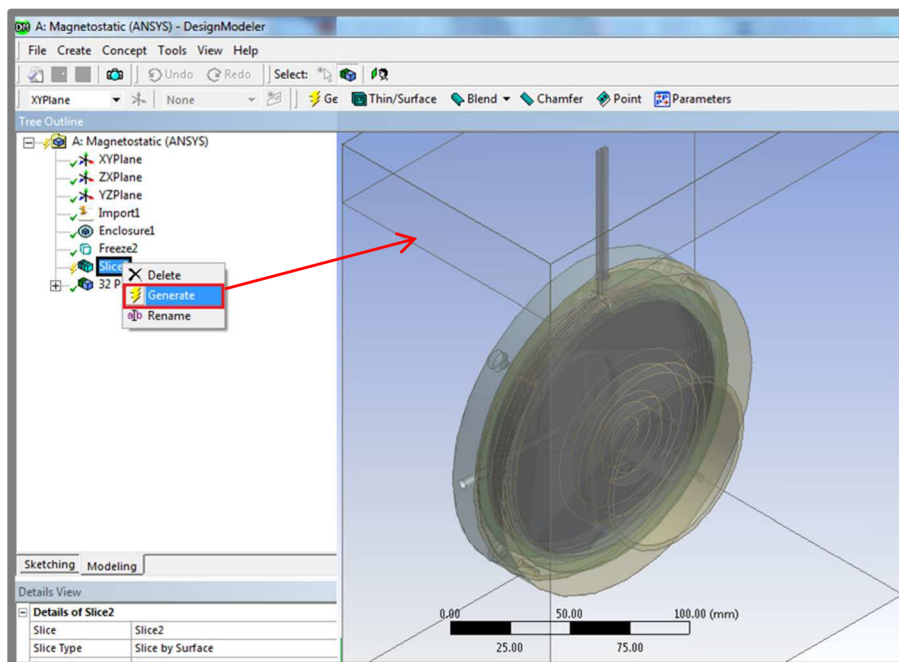 DM A: Magnetostatic (ANSYS) - DesignModeler
File Create Concept Tools View Help
Undo Redo Select:
XYPlane None Ge Thin/Surface Blend Chamfer Point Parameters
Tree Outline
A: Magnetostatic (ANSYS)
XYPlane
ZXPlane
YZPlane
Import1
Enclosure1
Freeze2
Slice
Delete
32 P
Generate
Rename
Sketching Modeling
Details View
Details of Slice2
Slice Slice2
Slice Type Slice by Surface
0.00 50.00 100.00 (mm)
25.00 75.00